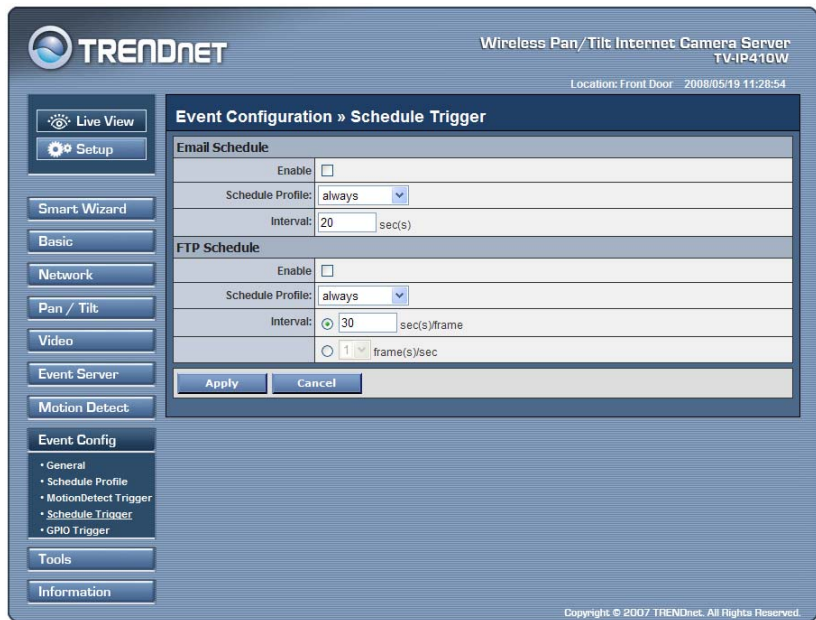 TRENDNET
Wireless Pan/Tilt Internet Camera Server
TV-IP410W
Location: Front Door 2008/05/19 11:28:54
Live View
Setup
Smart Wizard
Basic
Network
Pan / Tilt
Video
Event Server
Motion Detect
Event Config
• General
• Schedule Profile
• MotionDetect Trigger
• Schedule Trigger
• GPIO Trigger
Tools
Information
Event Configuration » Schedule Trigger
Email Schedule
Enable
Schedule Profile: always
Interval: 20 sec(s)
FTP Schedule
Enable
Schedule Profile: always
Interval: 30 sec(s)/frame
1 frame(s)/sec
Apply Cancel
Copyright © 2007 TRENDnet. All Rights Reserved.